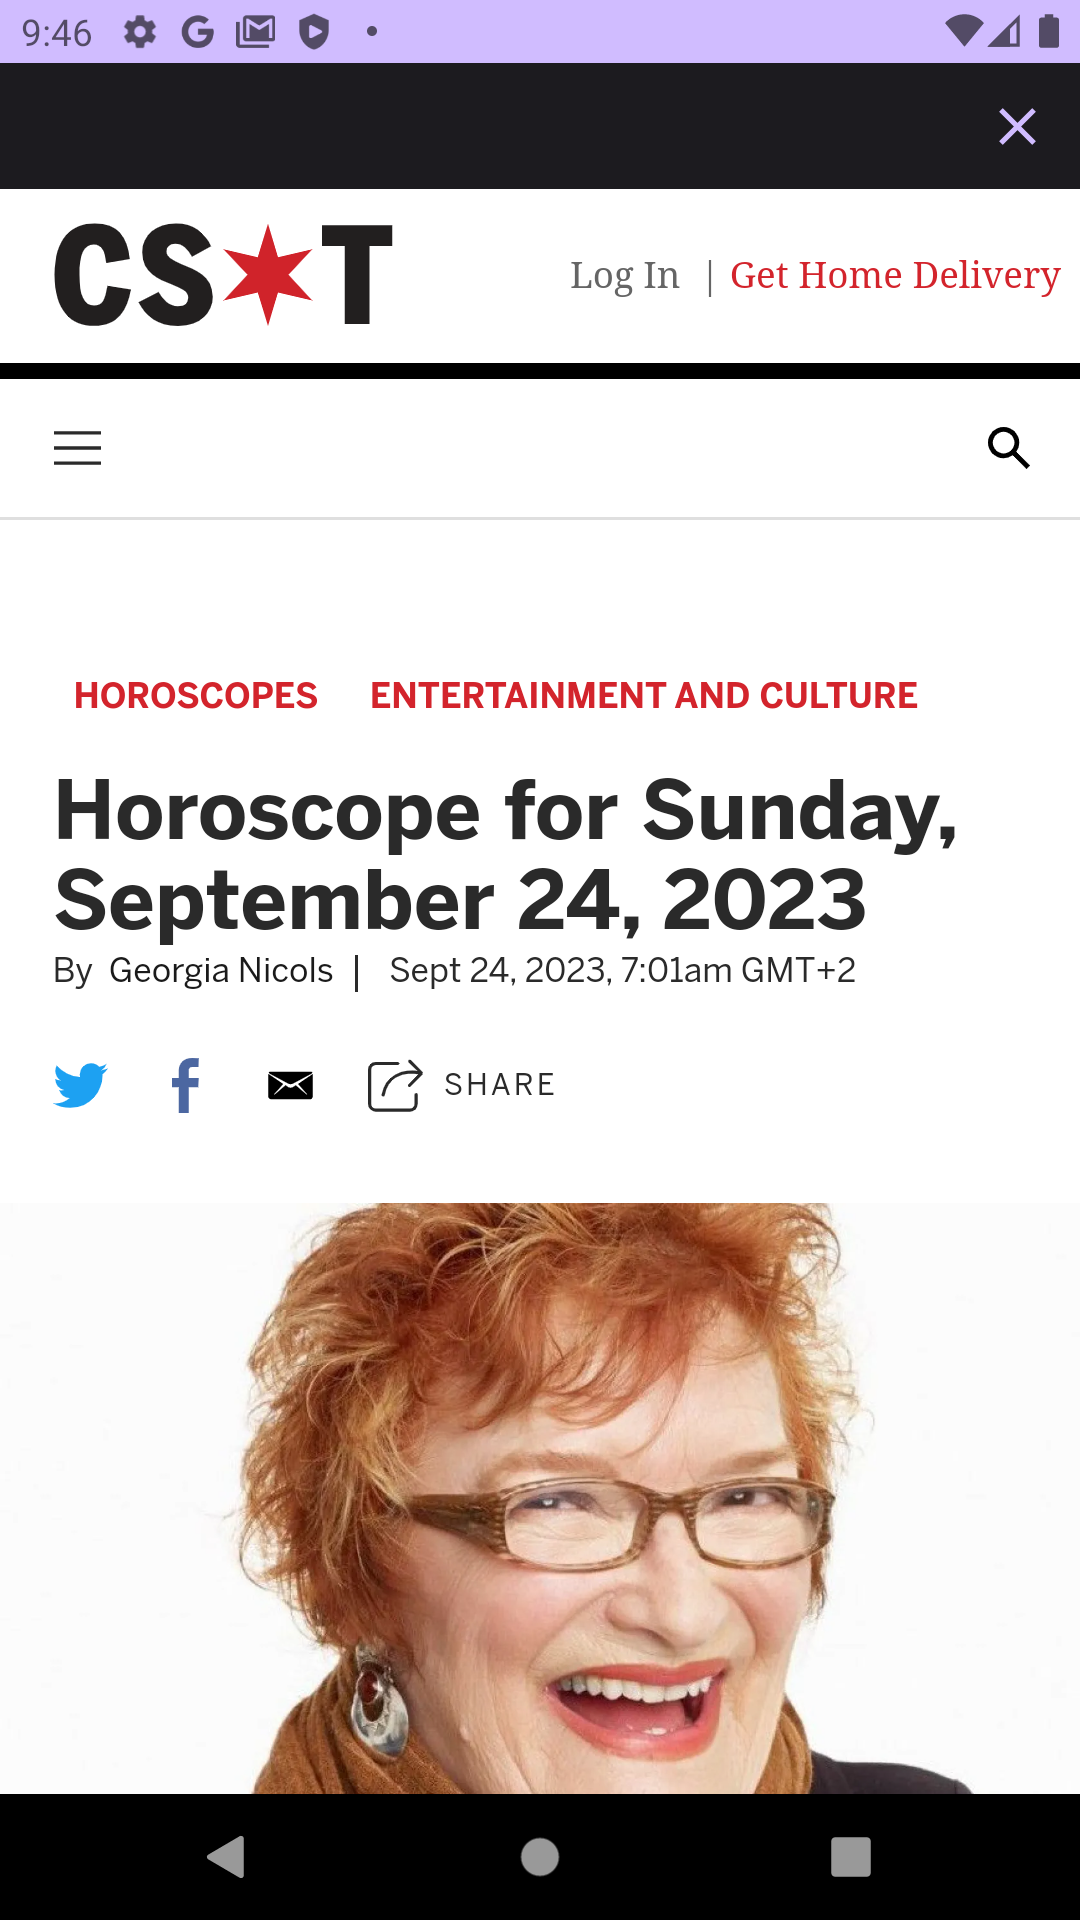 9:46
CS T
Log In | Get Home Delivery
HOROSCOPES ENTERTAINMENT AND CULTURE
Horoscope for Sunday,
September 24, 2023
By Georgia Nicols | Sept 24, 2023, 7:01am GMT+2
SHARE